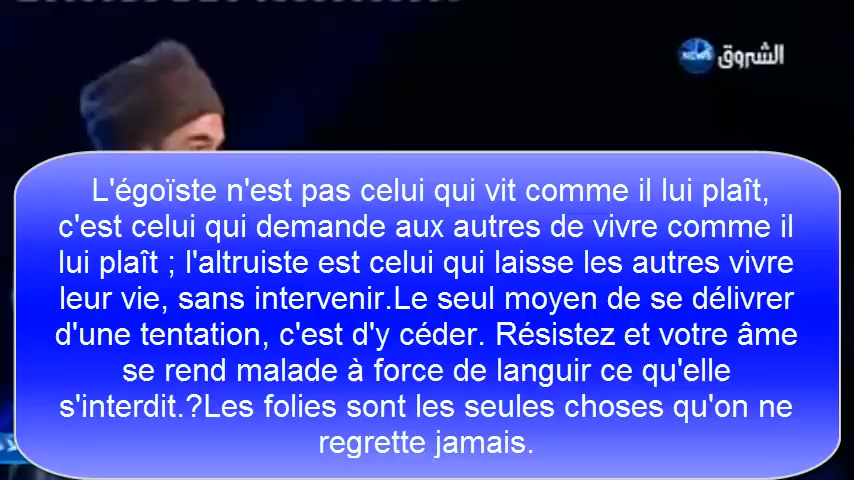 NEWS الشروق
L'égoïste n'est pas celui qui vit comme il lui plaît,
c'est celui qui demande aux autres de vivre comme il
lui plaît ; l'altruiste est celui qui laisse les autres vivre
leur vie, sans intervenir.Le seul moyen de se délivrer
d'une tentation, c'est d'y céder. Résistez et votre âme
se rend malade à force de languir ce qu'elle
s'interdit.?Les folies sont les seules choses qu'on ne
regrette jamais.